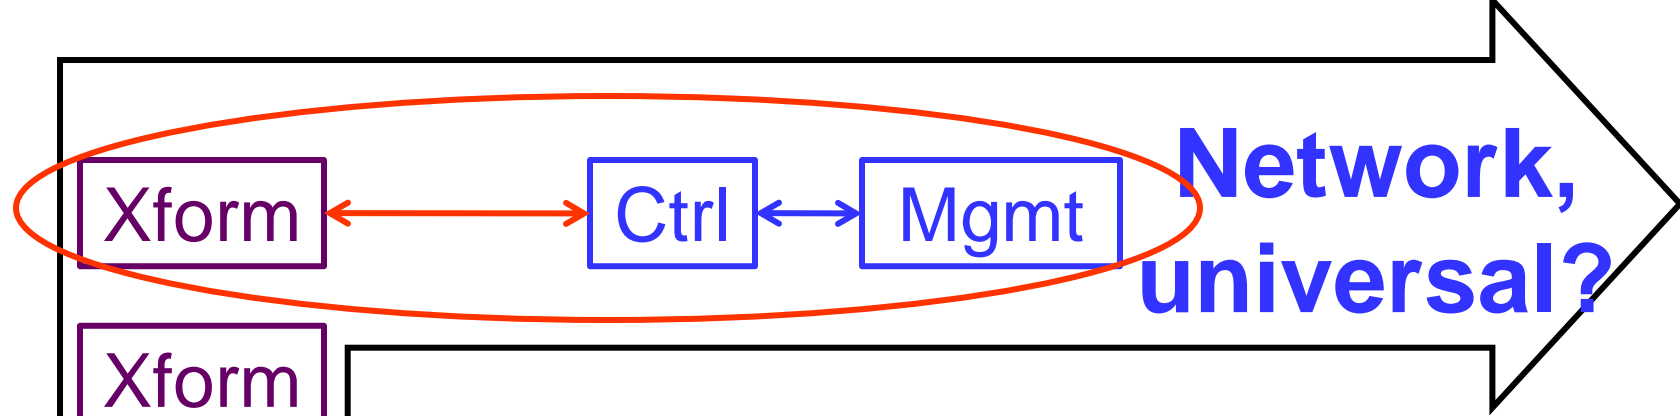 Xform
Ctrl
Mgmt
Network,
universal?
Xform